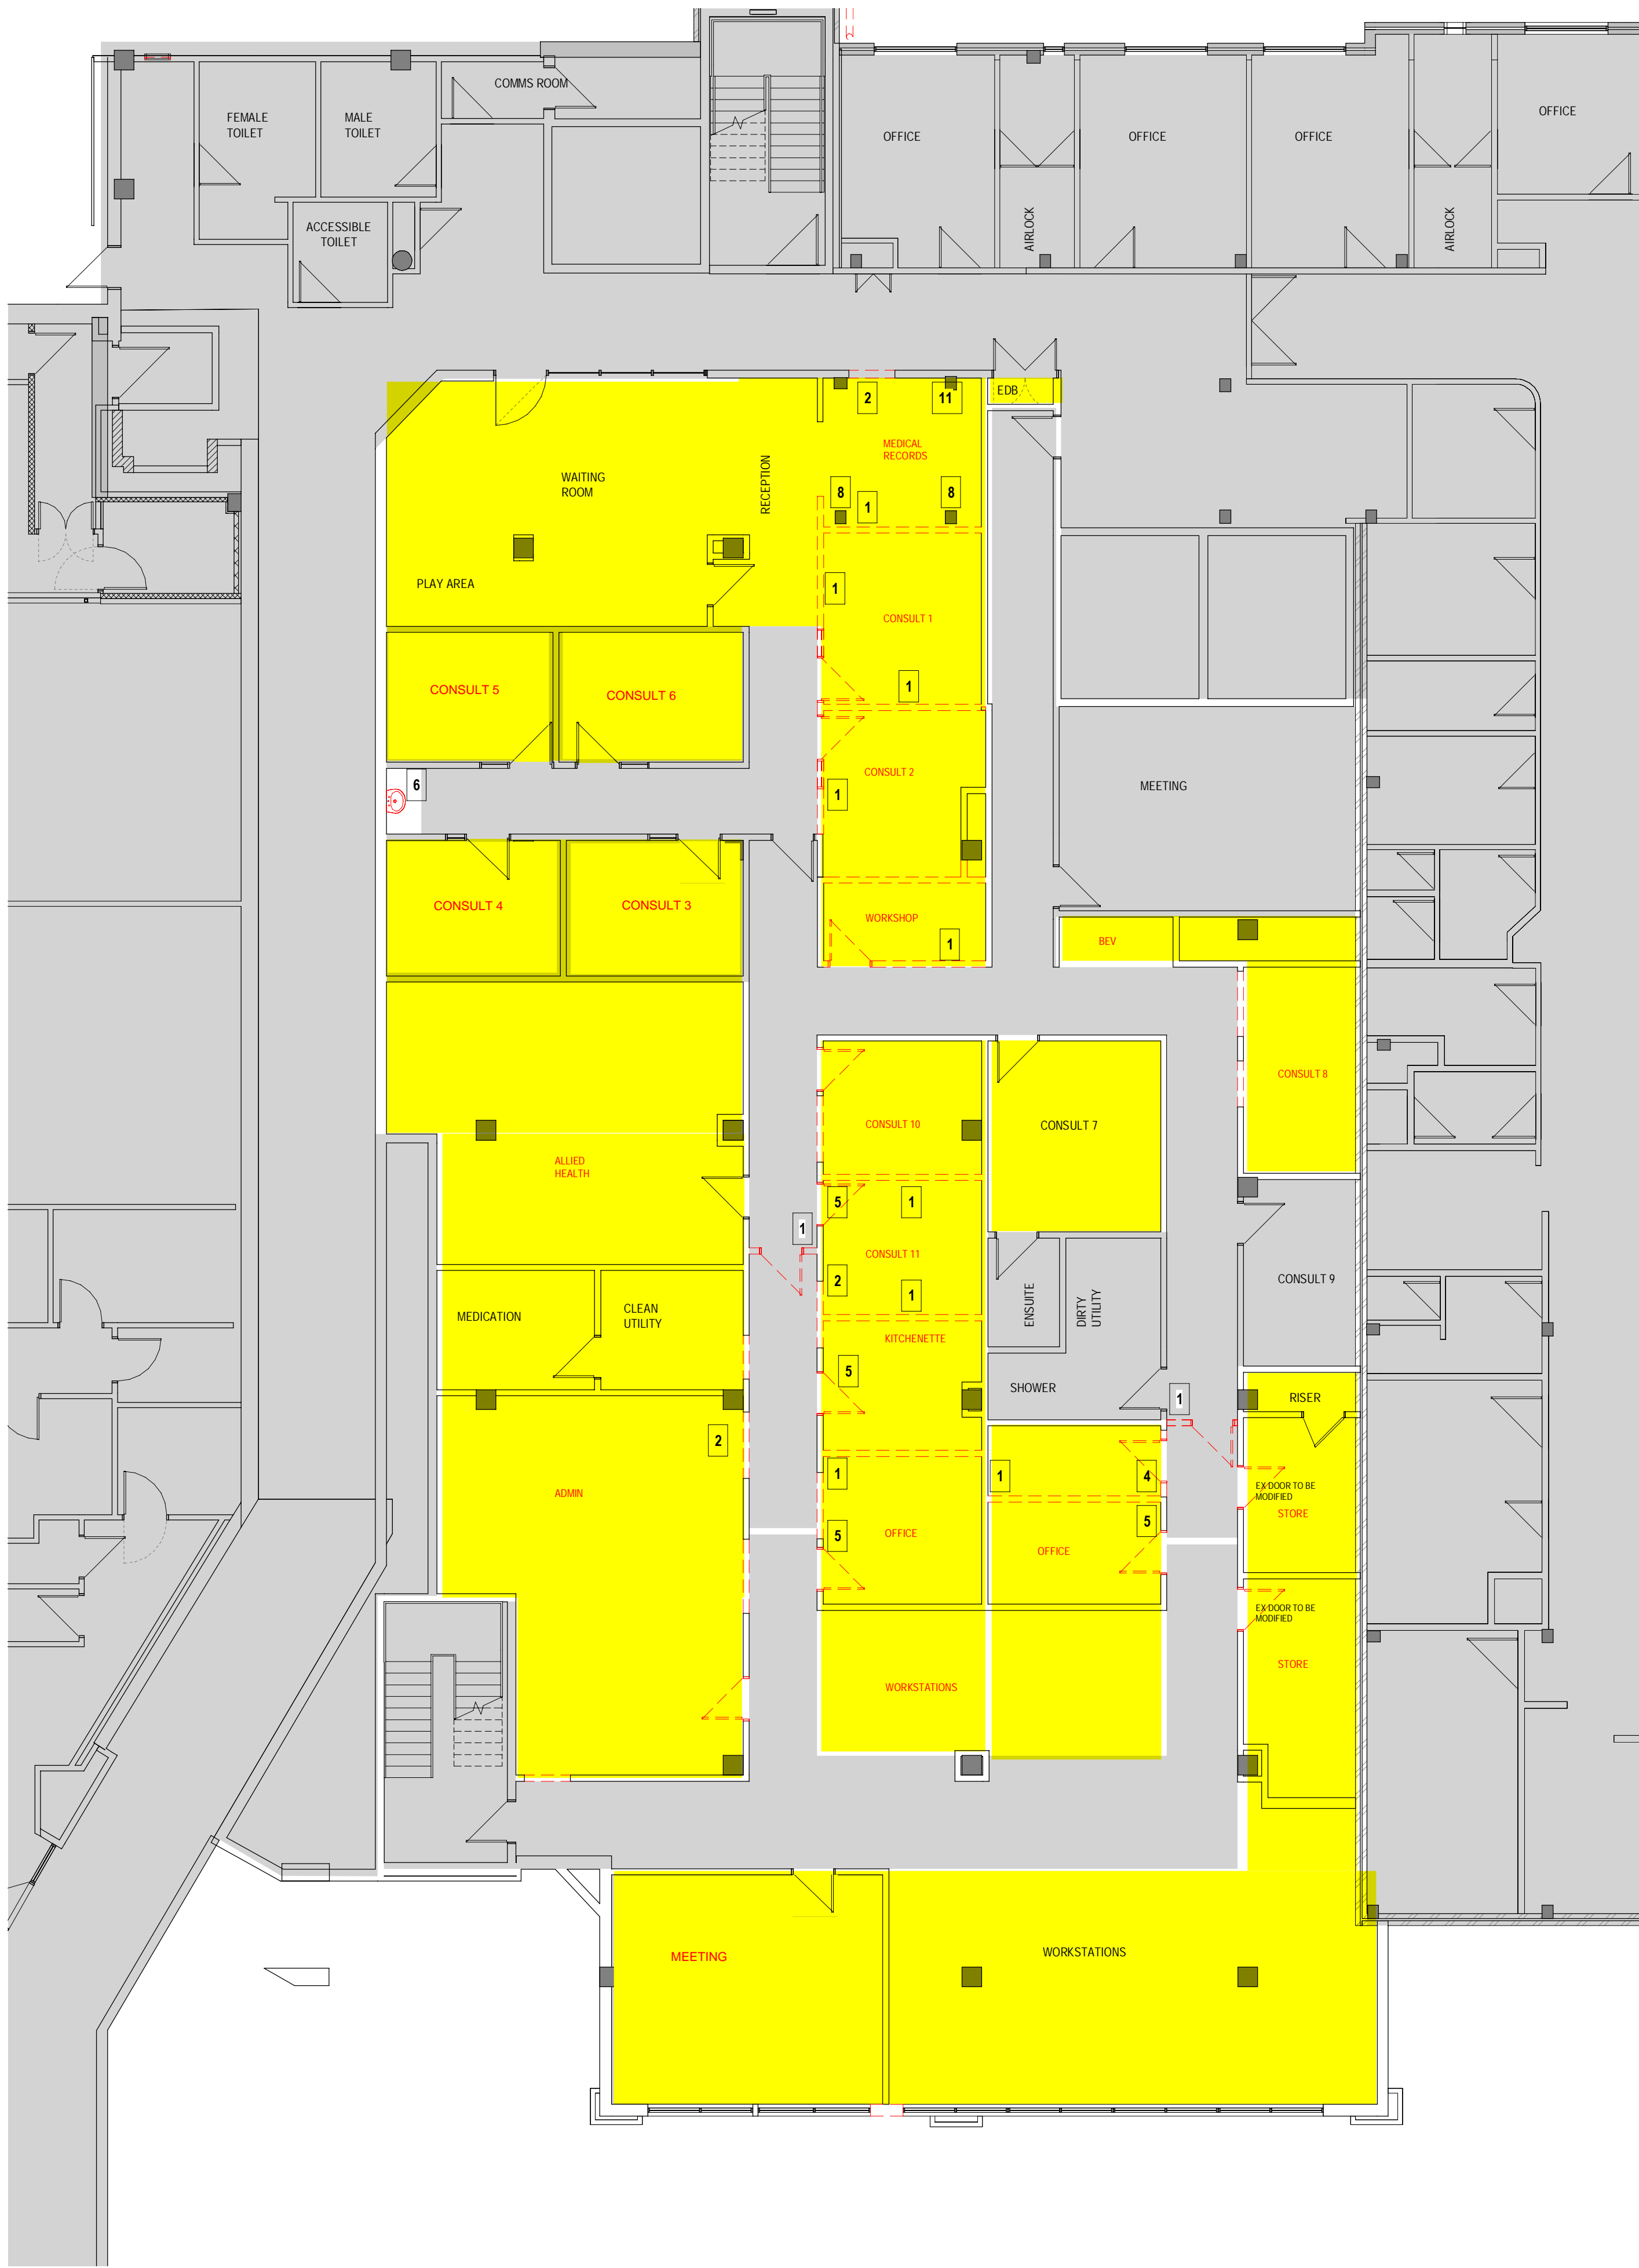 COMMS ROOM
FEMALE
TOILET
MALE
TOILET
OFFICE
OFFICE
OFFICE
OFFICE
ACCESSIBLE
TOILET
AIRLOCK
AIRLOCK
EDB
2
11
MEDICAL
RECORDS
WAITING
ROOM
RECEPTION
8
1
8
PLAY AREA
1
CONSULT 1
CONSULT 5
CONSULT 6
1
CONSULT 2
6
1
MEETING
CONSULT 4
CONSULT 3
WORKSHOP
1
BEV
CONSULT 8
CONSULT 10
CONSULT 7
ALLIED
HEALTH
5
1
1
CONSULT 11
2
1
CONSULT 9
ENSUITE
DIRTY
UTILITY
MEDICATION
CLEAN
UTILITY
KITCHENETTE
5
SHOWER
1
RISER
2
1
1
4
ADMIN
EX DOOR TO BE
MODIFIED
STORE
5
OFFICE
5
OFFICE
EX DOOR TO BE
MODIFIED
STORE
WORKSTATIONS
MEETING
WORKSTATIONS